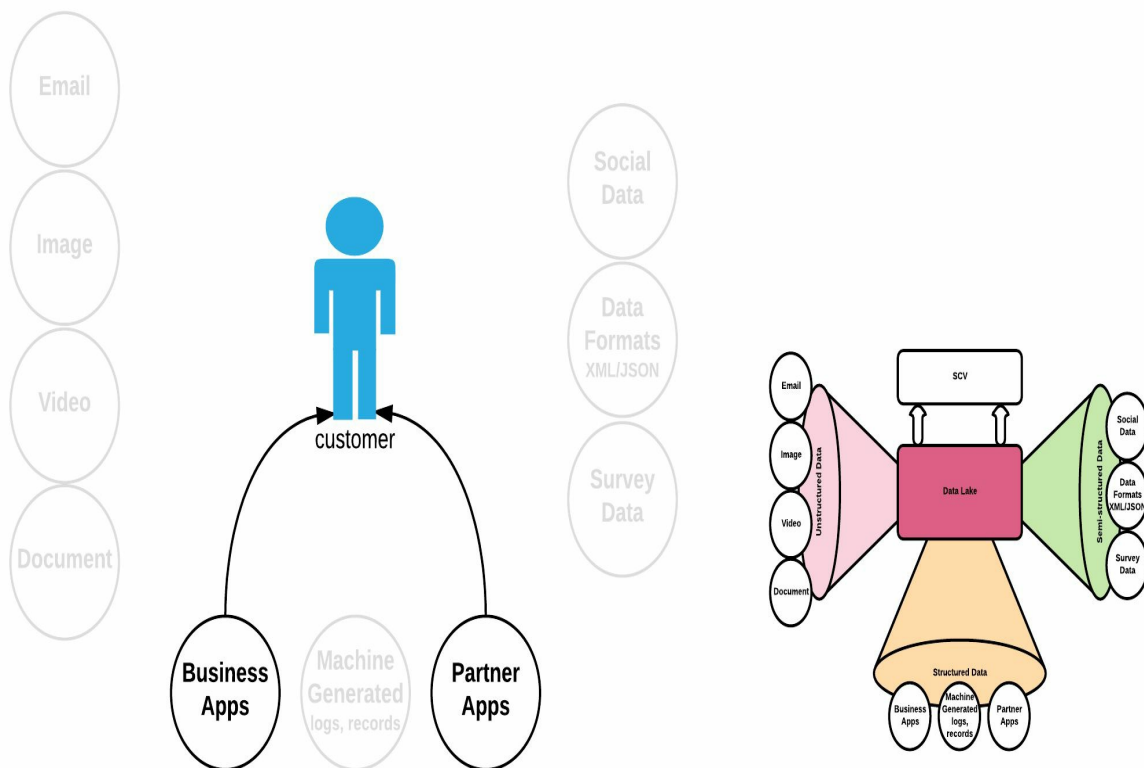 Email
Image
Video
Document
customer
Business
Apps
Machine
Generated
logs, records
Partner
Apps
Social
Data
Data
Formats
XML/JSON
Survey
Data
SCV
Data Lake
Email
Image
Video
Document
Unstructured Data
Semi-structured Data
Social
Data
Data
Formats
XML/JSON
Survey
Data
Structured Data
Business
Apps
Machine
Generated
logs,
records
Partner
Apps